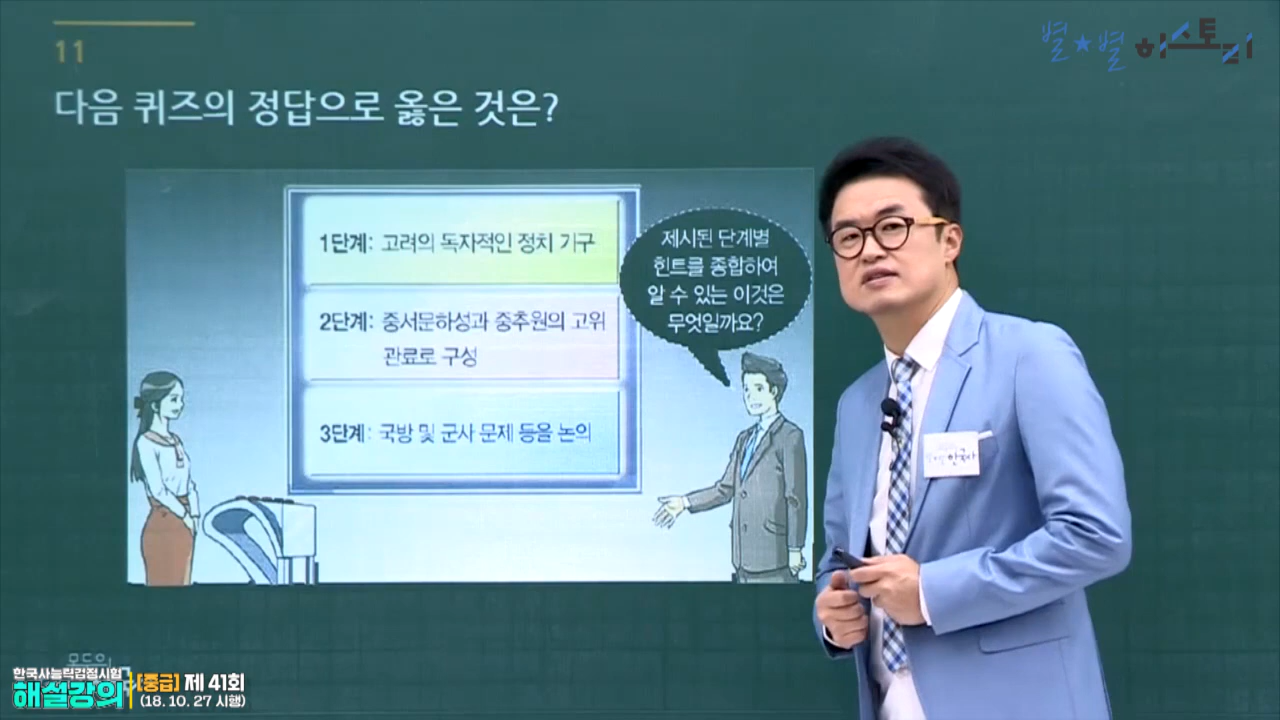 11
별★별 히스토리
다음 퀴즈의 정답으로 옳은 것은?
1단계: 고려의 독자적인 정치 기구
2단계: 중서문하성과 중추원의 고위
관료로 구성
3단계: 국방 및 군사 문제 등을 논의
제시된 단계별
힌트를 종합하여
알 수 있는 이것은
무엇일까요?
한국사
모두의
한국사능력검정시험
해설강의
[중급] 제 41회
(18. 10. 27 시행)